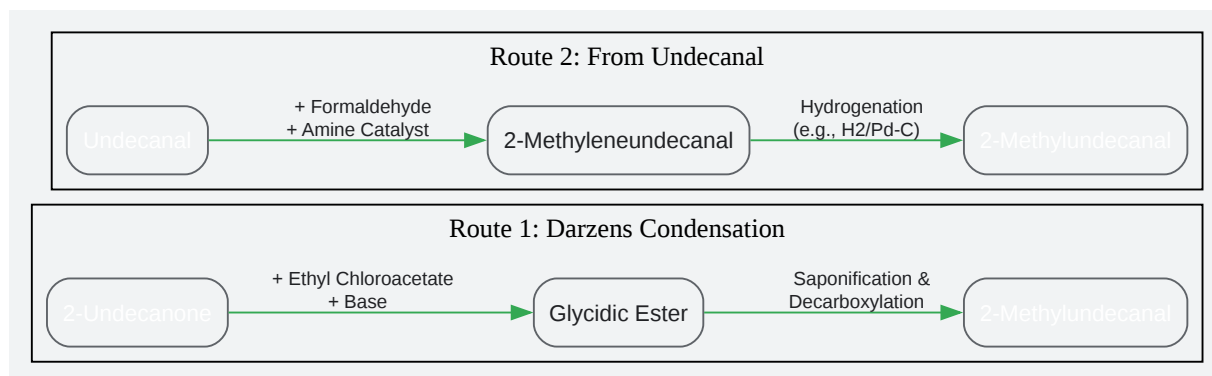 Route 2: From Undecanal
Undecanal
+ Formaldehyde
+ Amine Catalyst
2-Methyleneundecanal
Hydrogenation
(e.g., H2/Pd-C)
2-Methylundecanal
Route 1: Darzens Condensation
2-Undecanone
+ Ethyl Chloroacetate
+ Base
Glycidic Ester
Saponification &
Decarboxylation
2-Methylundecanal